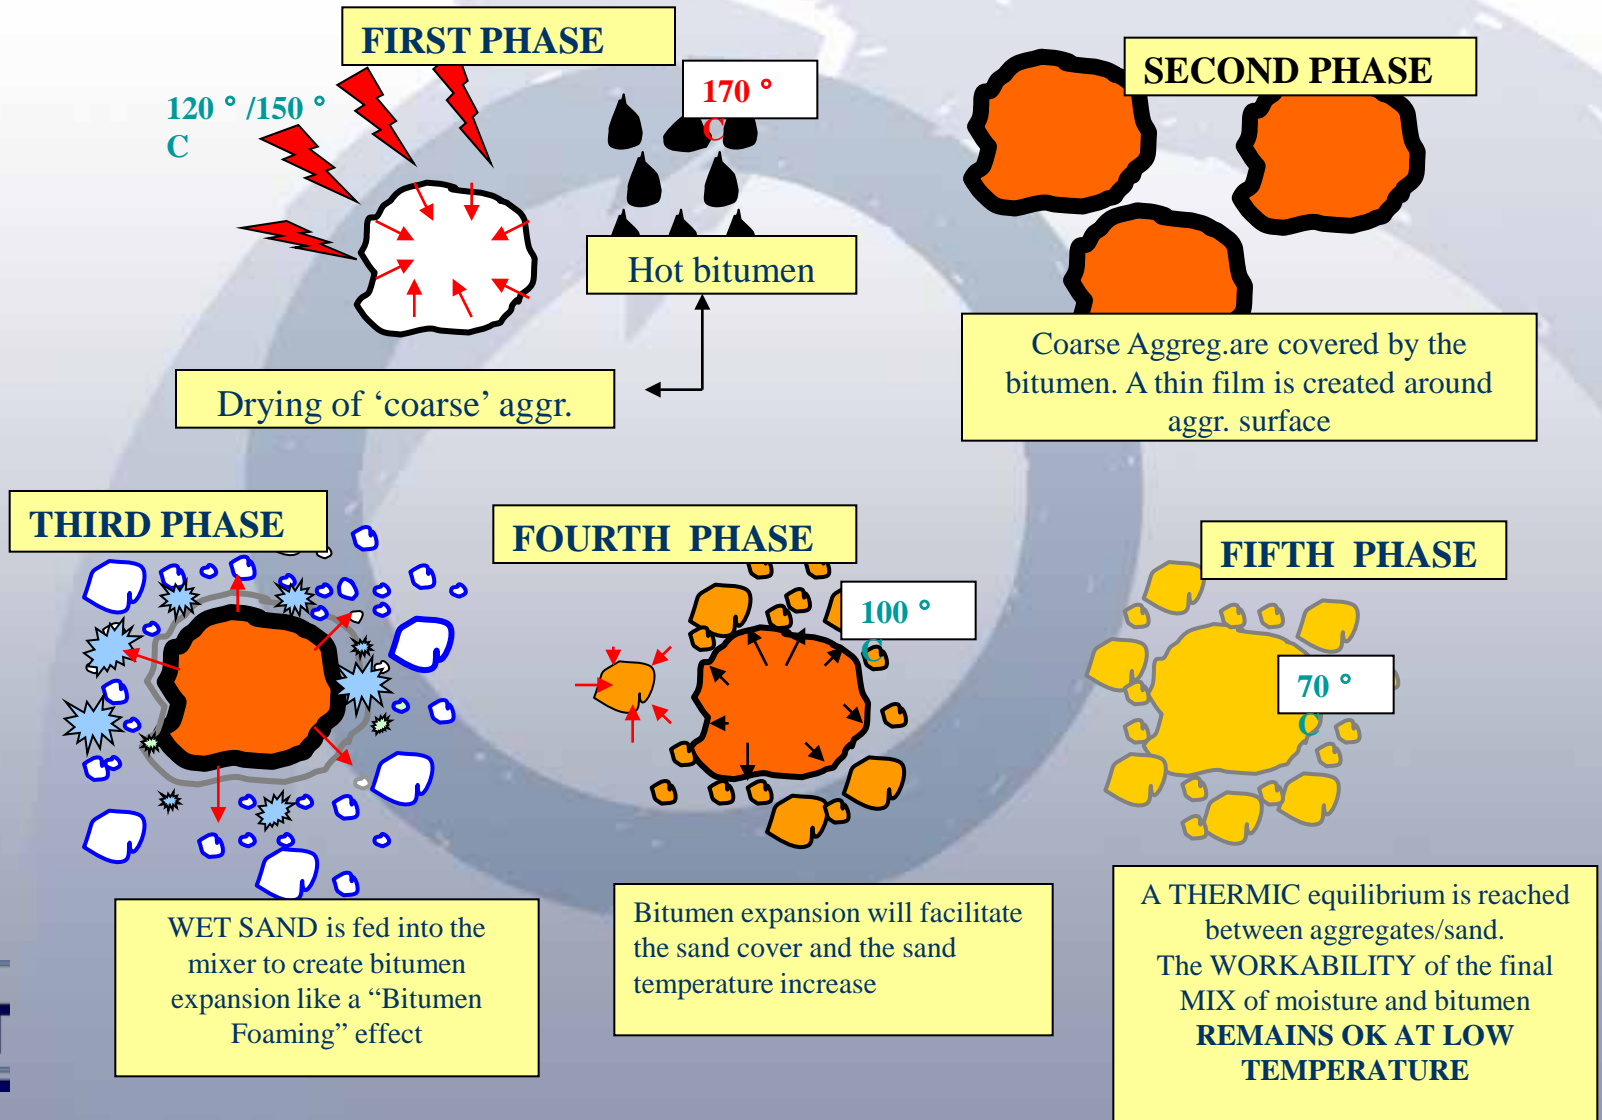 FIRST PHASE
120 ° /150 °
C
170 °
C
Hot bitumen
Drying of ‘coarse’ aggr.
SECOND PHASE
Coarse Aggreg.are covered by the
bitumen. A thin film is created around
aggr. surface
THIRD PHASE
WET SAND is fed into the
mixer to create bitumen
expansion like a “Bitumen
Foaming” effect
FOURTH PHASE
100 °
C
Bitumen expansion will facilitate
the sand cover and the sand
temperature increase
FIFTH PHASE
70 °
C
A THERMIC equilibrium is reached
between aggregates/sand.
The WORKABILITY of the final
MIX of moisture and bitumen
REMAINS OK AT LOW
TEMPERATURE